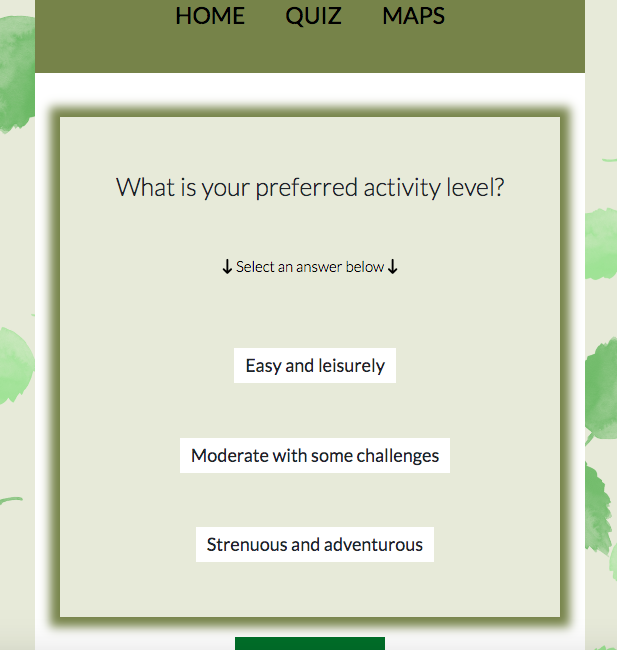 HOME QUIZ MAPS
What is your preferred activity level?
↓ Select an answer below ↓
Easy and leisurely
Moderate with some challenges
Strenuous and adventurous